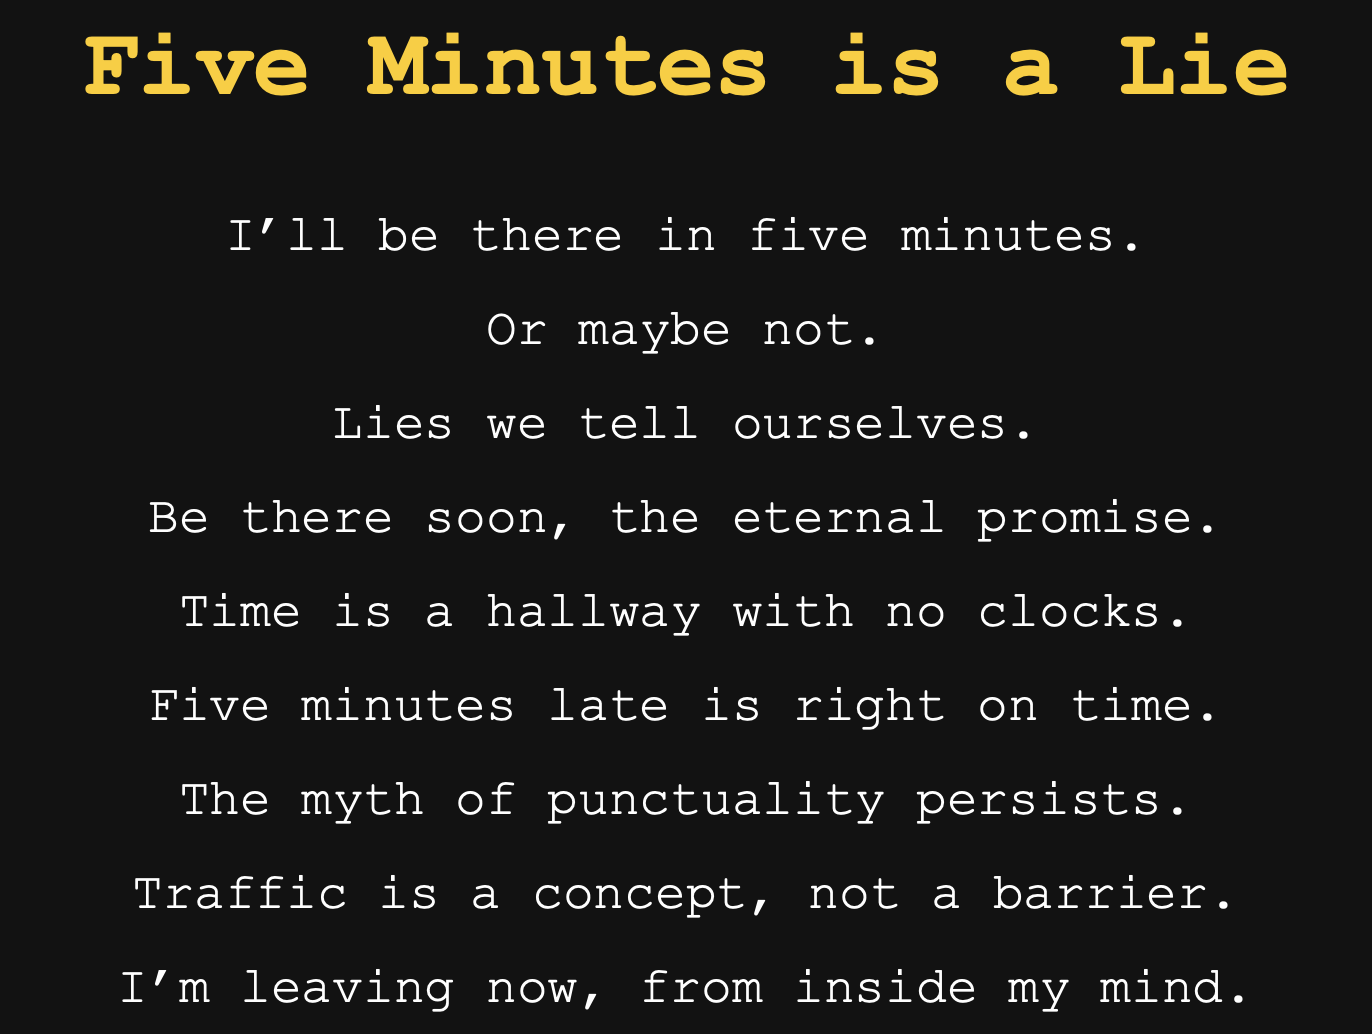 Five Minutes is a Lie
I’ll be there in five minutes.
Or maybe not.
Lies we tell ourselves.
Be there soon, the eternal promise.
Time is a hallway with no clocks.
Five minutes late is right on time.
The myth of punctuality persists.
Traffic is a concept, not a barrier.
I’m leaving now, from inside my mind.